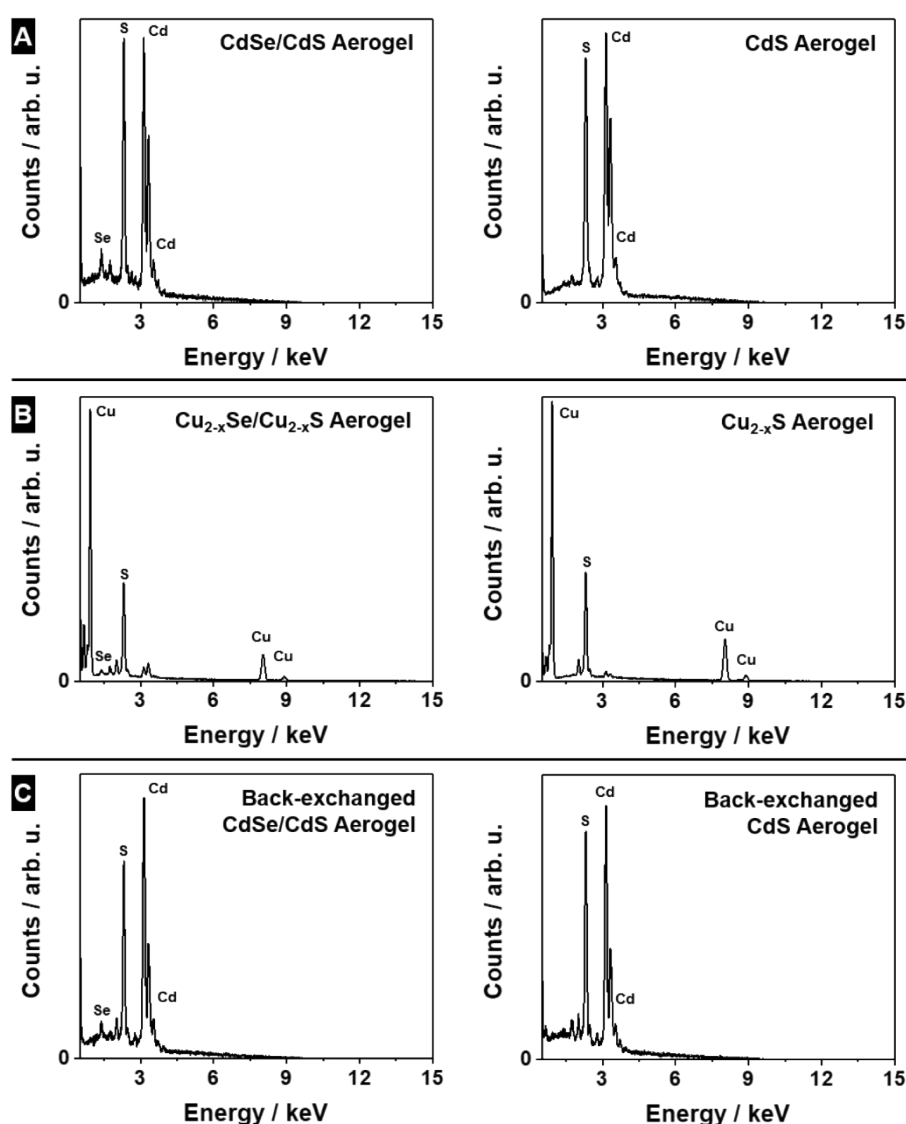 A
CdSe/CdS Aerogel
S
Cd
Se
Cd
Counts / arb. u.
0
3
6
9
12
15
Energy / keV
CdS Aerogel
S
Cd
Cd
Counts / arb. u.
0
3
6
9
12
15
Energy / keV
B
Cu₂₋ₓSe/Cu₂₋ₓS Aerogel
Cu
S
Se
Cu
Cu
Counts / arb. u.
0
3
6
9
12
15
Energy / keV
Cu₂₋ₓS Aerogel
Cu
S
Cu
Cu
Counts / arb. u.
0
3
6
9
12
15
Energy / keV
C
Back-exchanged
CdSe/CdS Aerogel
Cd
S
Cd
Se
Counts / arb. u.
0
3
6
9
12
15
Energy / keV
Back-exchanged
CdS Aerogel
Cd
S
Cd
Counts / arb. u.
0
3
6
9
12
15
Energy / keV